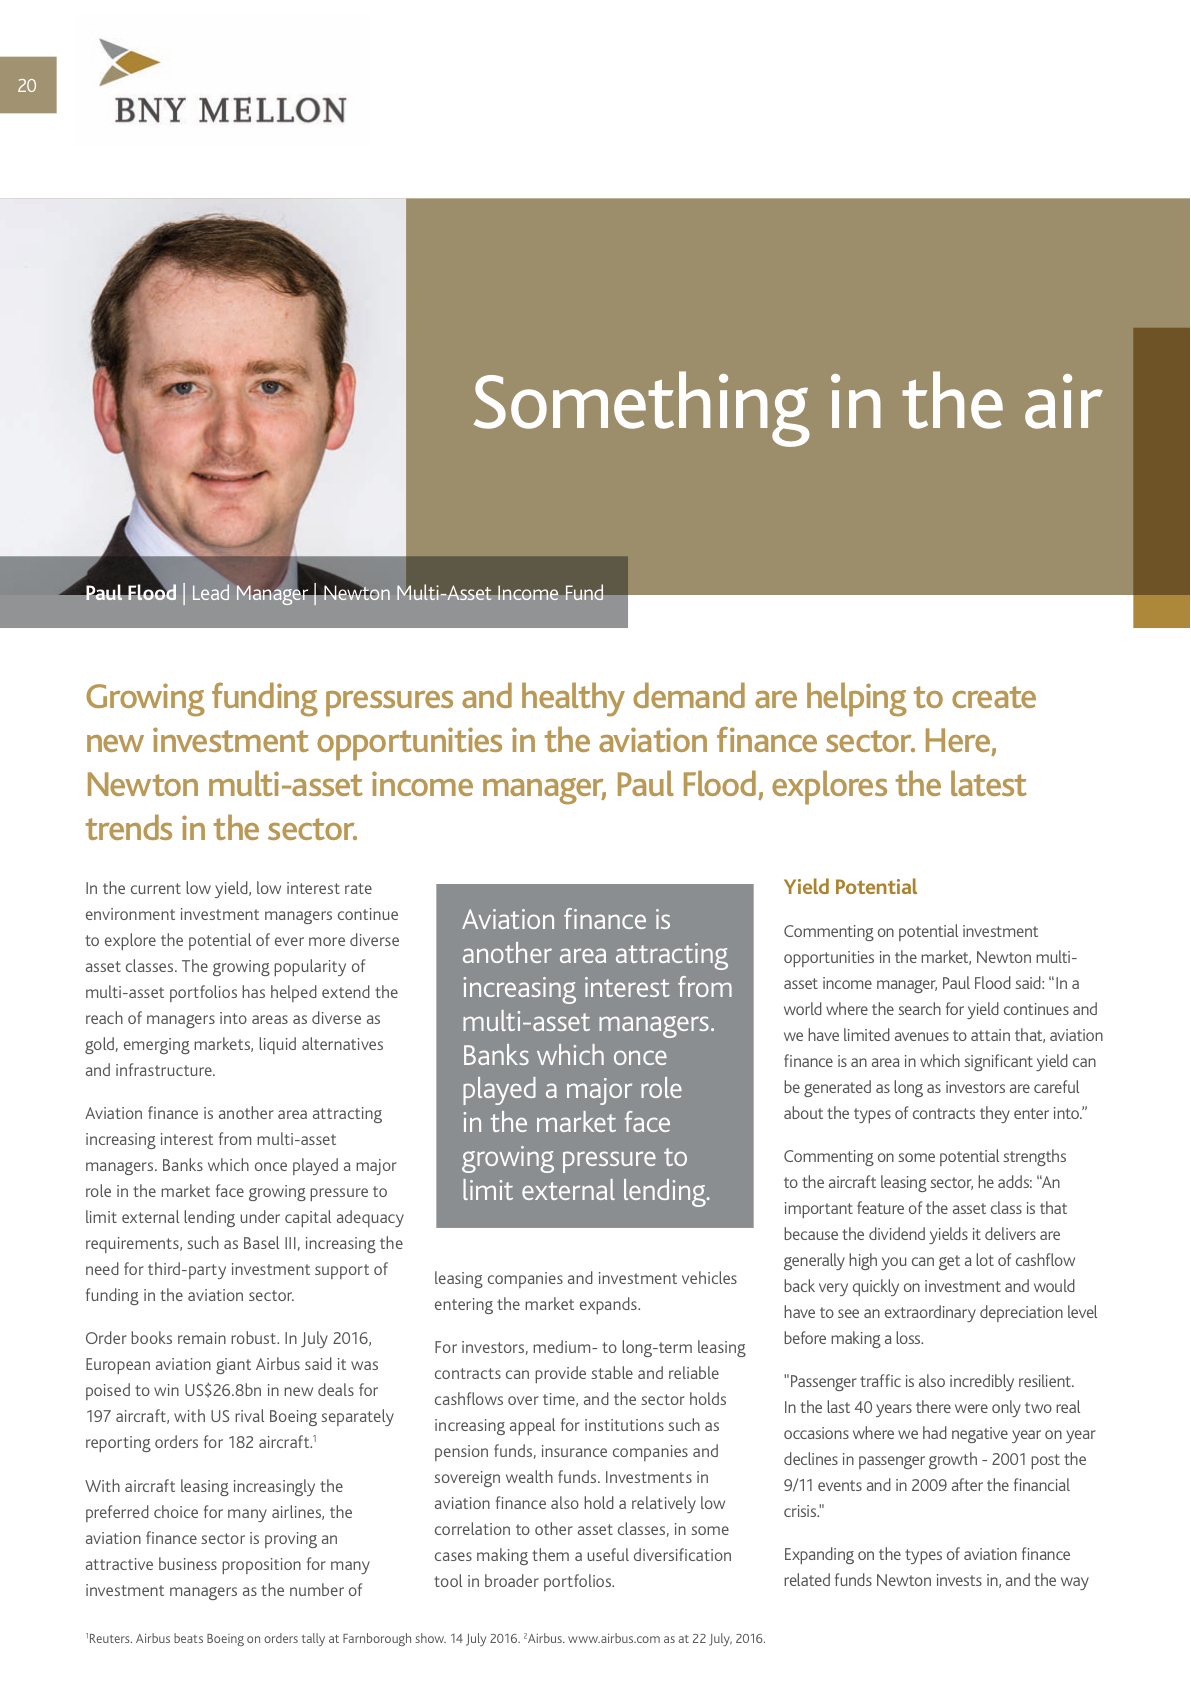 20
BNY MELLON
Something in the air
Paul Flood | Lead Manager | Newton Multi-Asset Income Fund
Growing funding pressures and healthy demand are helping to create
new investment opportunities in the aviation finance sector. Here,
Newton multi-asset income manager, Paul Flood, explores the latest
trends in the sector.
In the current low yield, low interest rate
environment investment managers continue
to explore the potential of ever more diverse
asset classes. The growing popularity of
multi-asset portfolios has helped extend the
reach of managers into areas as diverse as
gold, emerging markets, liquid alternatives
and infrastructure.
Aviation finance is another area attracting
increasing interest from multi-asset
managers. Banks which once played a major
role in the market face growing pressure to
limit external lending under capital adequacy
requirements, such as Basel III, increasing the
need for third-party investment support of
funding in the aviation sector.
Order books remain robust. In July 2016,
European aviation giant Airbus said it was
poised to win US$26.8bn in new deals for
197 aircraft, with US rival Boeing separately
reporting orders for 182 aircraft.¹
With aircraft leasing increasingly the
preferred choice for many airlines, the
aviation finance sector is proving an
attractive business proposition for many
investment managers as the number of
Aviation finance is
another area attracting
increasing interest from
multi-asset managers.
Banks which once
played a major role
in the market face
growing pressure to
limit external lending.
leasing companies and investment vehicles
entering the market expands.
For investors, medium- to long-term leasing
contracts can provide stable and reliable
cashflows over time, and the sector holds
increasing appeal for institutions such as
pension funds, insurance companies and
sovereign wealth funds. Investments in
aviation finance also hold a relatively low
correlation to other asset classes, in some
cases making them a useful diversification
tool in broader portfolios.
Yield Potential
Commenting on potential investment
opportunities in the market, Newton multi-
asset income manager, Paul Flood said: “In a
world where the search for yield continues and
we have limited avenues to attain that, aviation
finance is an area in which significant yield can
be generated as long as investors are careful
about the types of contracts they enter into.”
Commenting on some potential strengths
to the aircraft leasing sector, he adds: “An
important feature of the asset class is that
because the dividend yields it delivers are
generally high you can get a lot of cashflow
back very quickly on investment and would
have to see an extraordinary depreciation level
before making a loss.
"Passenger traffic is also incredibly resilient.
In the last 40 years there were only two real
occasions where we had negative year on year
declines in passenger growth - 2001 post the
9/11 events and in 2009 after the financial
crisis."
Expanding on the types of aviation finance
related funds Newton invests in, and the way
¹Reuters. Airbus beats Boeing on orders tally at Farnborough show. 14 July 2016. ²Airbus. www.airbus.com as at 22 July, 2016.